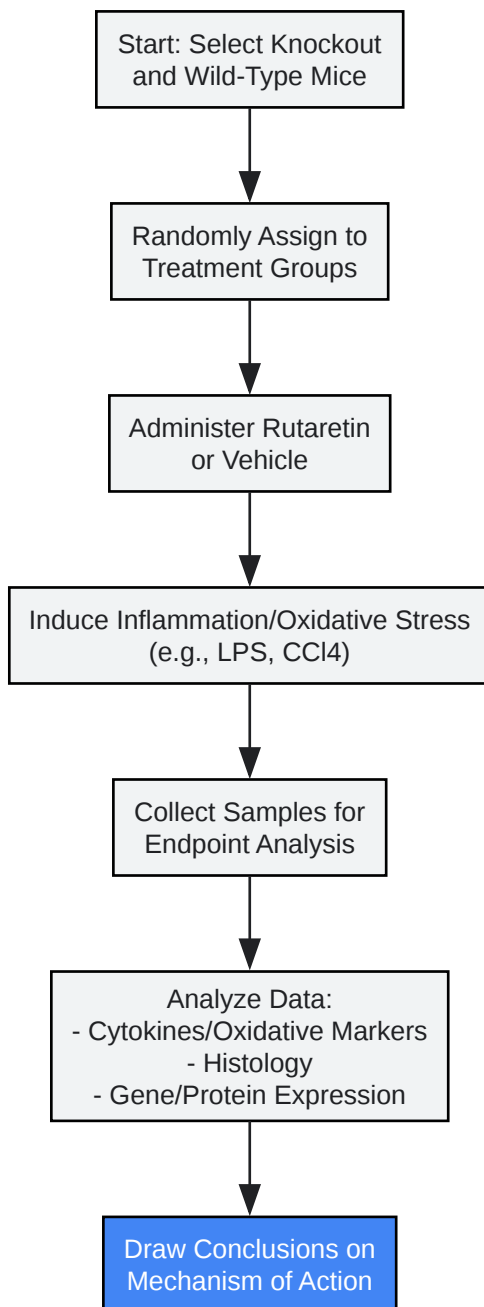 Start: Select Knockout
and Wild-Type Mice
Randomly Assign to
Treatment Groups
Administer Rutaretin
or Vehicle
Induce Inflammation/Oxidative Stress
(e.g., LPS, CCl4)
Collect Samples for
Endpoint Analysis
Analyze Data:
- Cytokines/Oxidative Markers
- Histology
- Gene/Protein Expression
Draw Conclusions on
Mechanism of Action